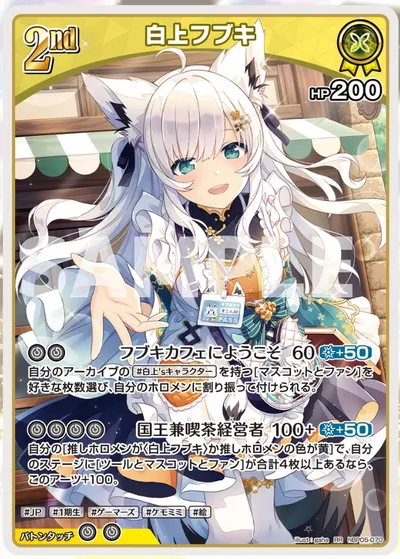 2nd
白上フブキ
HP 200
SAMPLE
STAFF
PASS
フブキカフェにようこそ 60 +50
自分のアーカイブの[#白上'sキャラクター]を持つ[マスコットとファン]を
好きな枚数選び、自分のホロメンに割り振って付けられる。
国王兼喫茶経営者 100+ +50
自分の[推しホロメンが〈白上フブキ〉か推しホロメンの色が黄]で、自分の
ステージに[ツールとマスコットとファン]が合計4枚以上あるなら、
このアーツ+100。
#JP #1期生 #ゲーマーズ #ケモミミ #絵
バトンタッチ
illust: RR hBP05-070